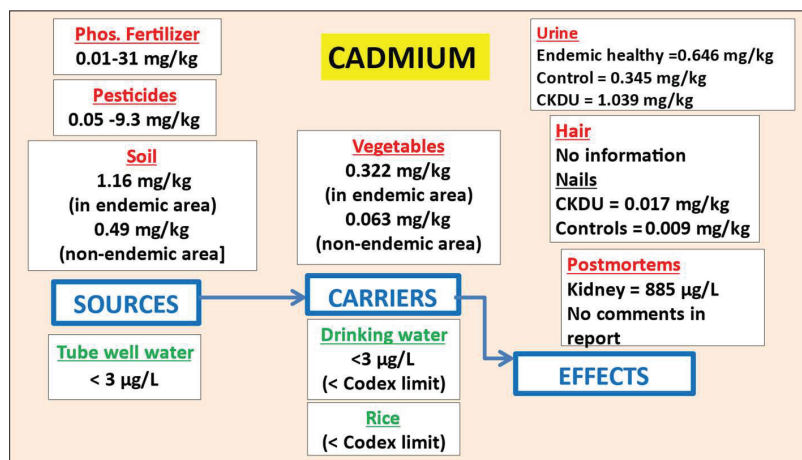 Phos. Fertilizer
0.01-31 mg/kg
Pesticides
0.05 -9.3 mg/kg
Soil
1.16 mg/kg
(in endemic area)
0.49 mg/kg
(non-endemic area]
SOURCES
Tube well water
< 3 µg/L
CADMIUM
Vegetables
0.322 mg/kg
(in endemic area)
0.063 mg/kg
(non-endemic area)
CARRIERS
Drinking water
<3 µg/L
(< Codex limit)
Rice
(< Codex limit)
Urine
Endemic healthy =0.646 mg/kg
Control = 0.345 mg/kg
CKDU = 1.039 mg/kg
Hair
No information
Nails
CKDU = 0.017 mg/kg
Controls = 0.009 mg/kg
Postmortems
Kidney = 885 µg/L
No comments in
report
EFFECTS